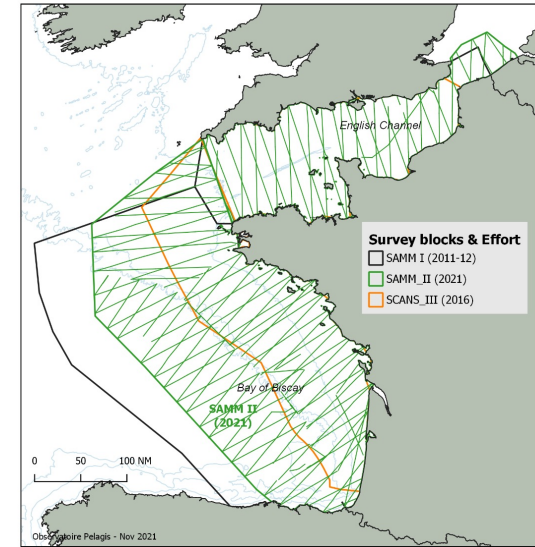 English Channel
Survey blocks & Effort
SAMM I (2011-12)
SAMM_II (2021)
SCANS_III (2016)
Bay of Biscay
SAMM II
(2021)
0 50 100 NM
Observatoire Pelagis - Nov 2021